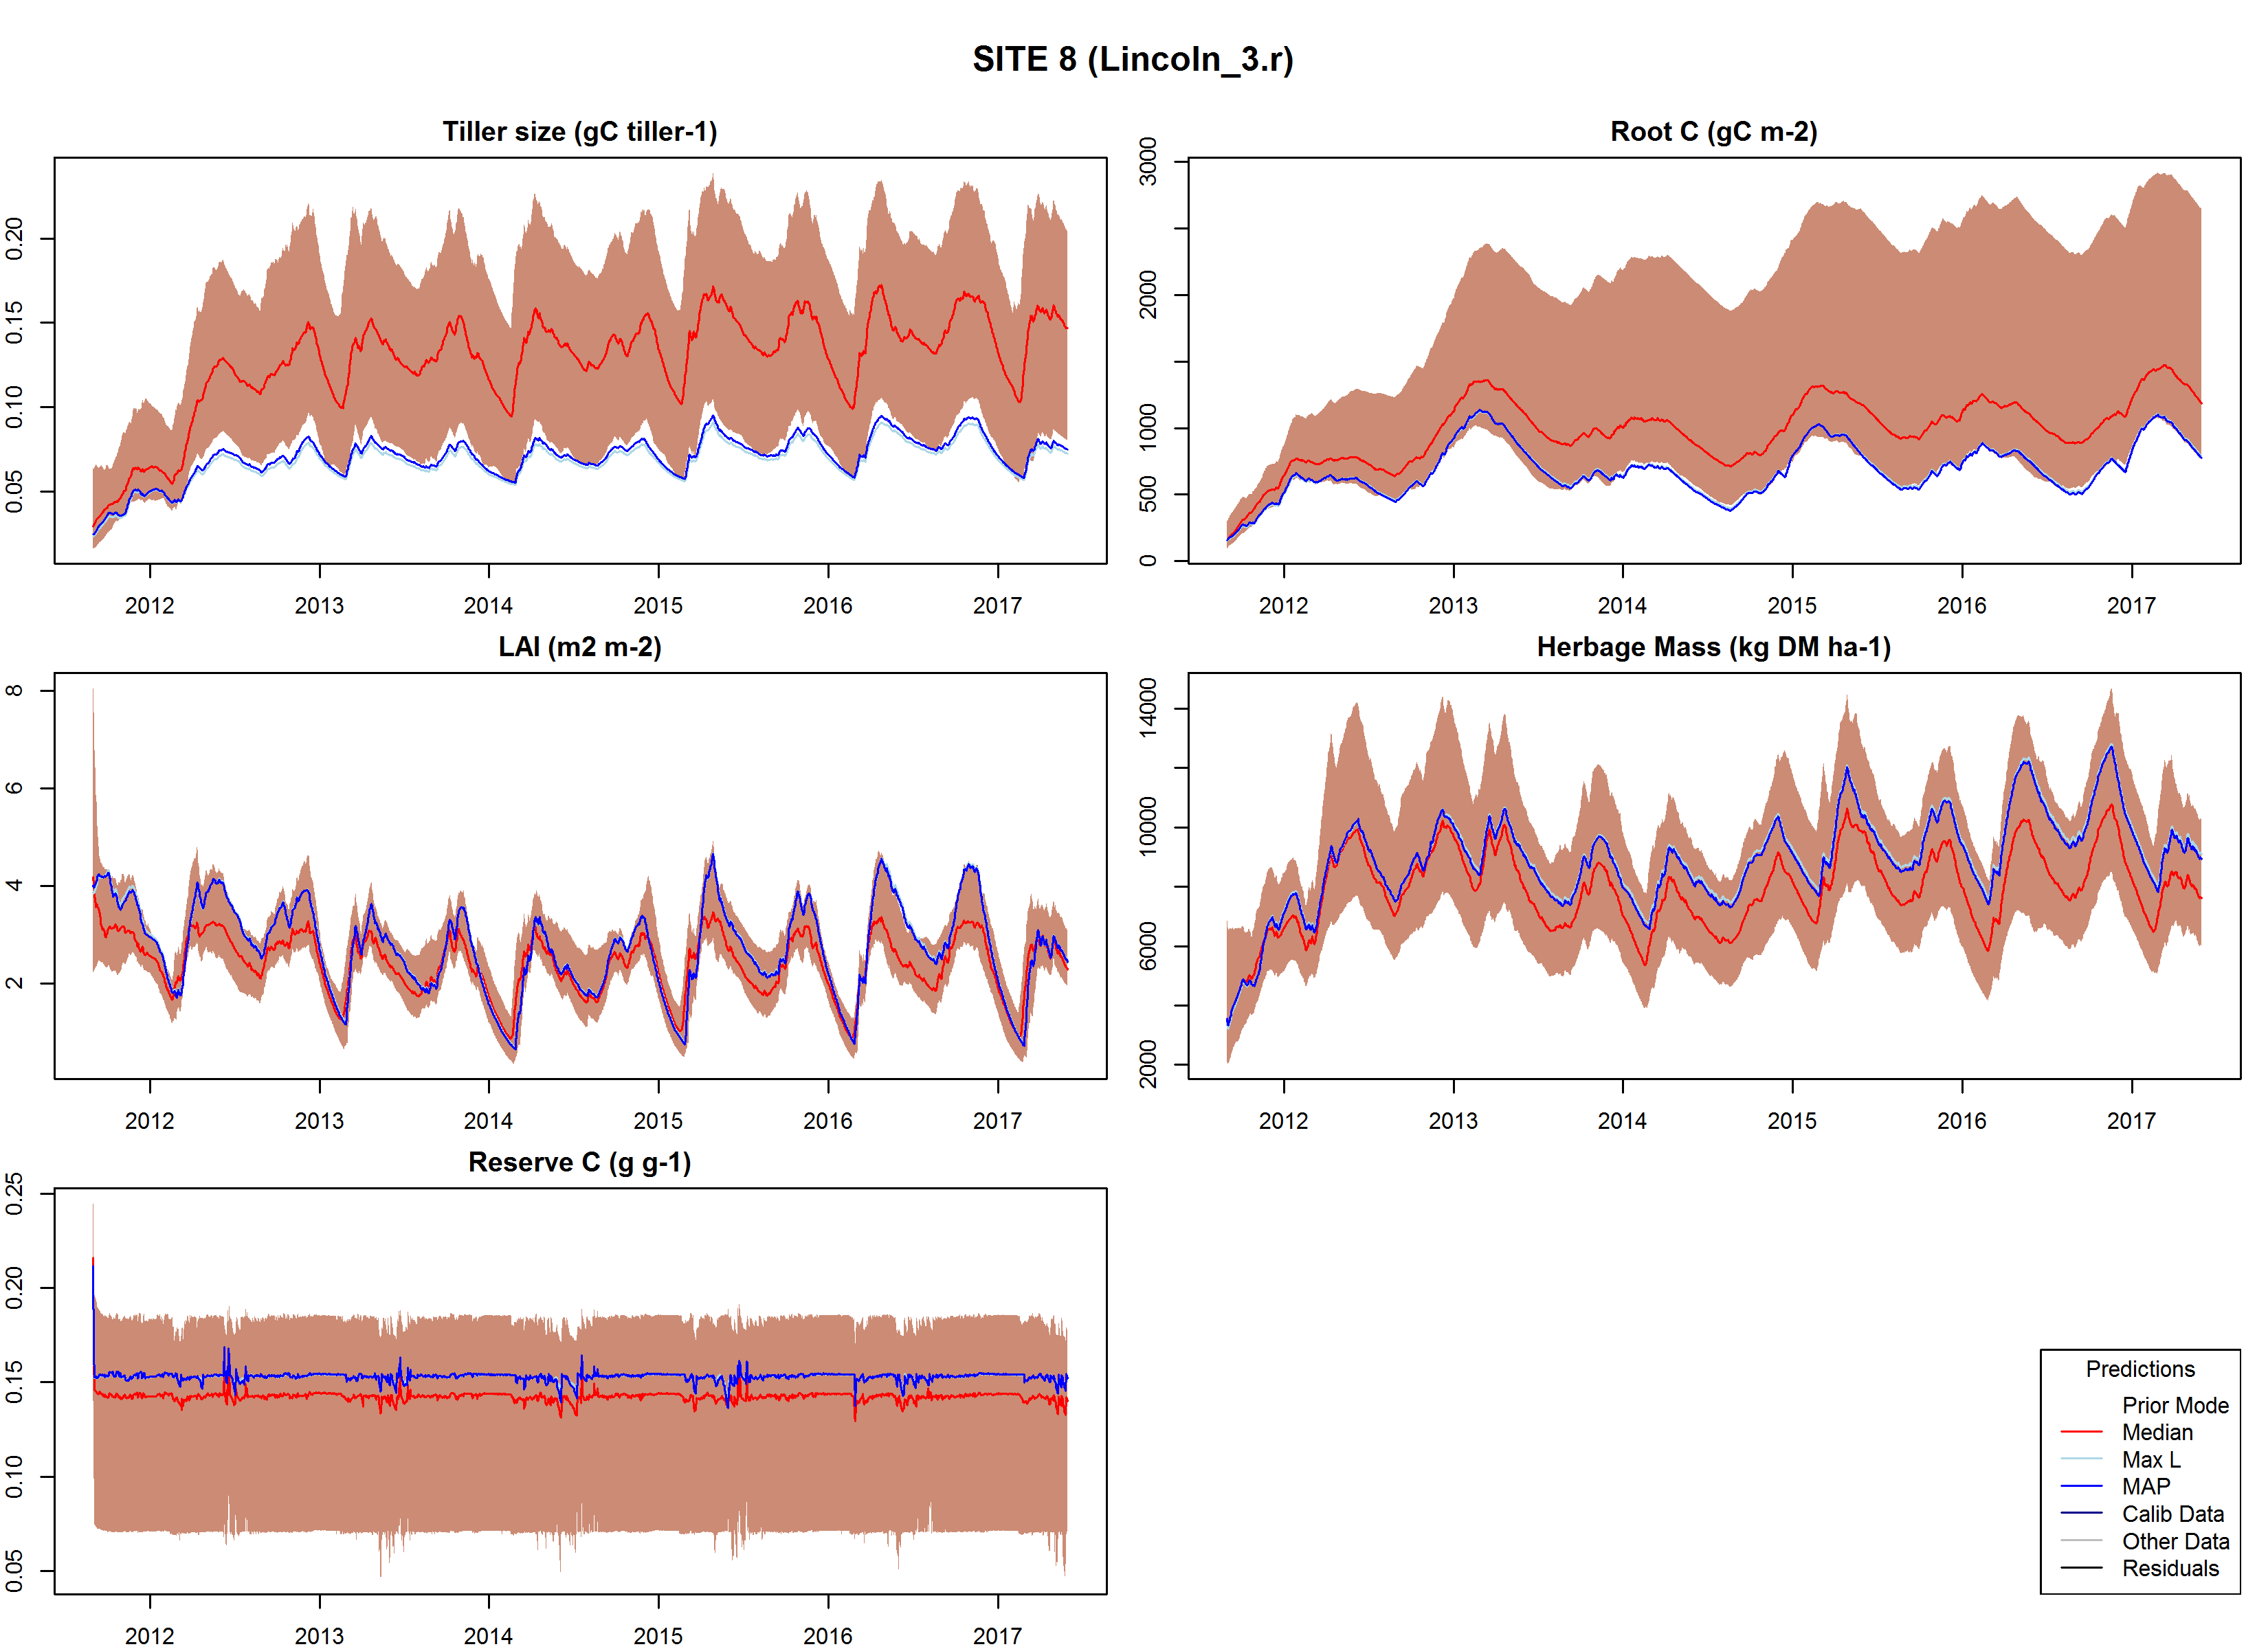 SITE 8 (Lincoln_3.r)
Tiller size (gC tiller-1)
0.05 0.10 0.15 0.20
2012 2013 2014 2015 2016 2017
Root C (gC m-2)
0 500 1000 2000 3000
2012 2013 2014 2015 2016 2017
LAI (m2 m-2)
2 4 6 8
2012 2013 2014 2015 2016 2017
Herbage Mass (kg DM ha-1)
2000 6000 10000 14000
2012 2013 2014 2015 2016 2017
Reserve C (g g-1)
0.05 0.10 0.15 0.20 0.25
2012 2013 2014 2015 2016 2017
Predictions
Prior Mode
Median
Max L
MAP
Calib Data
Other Data
Residuals